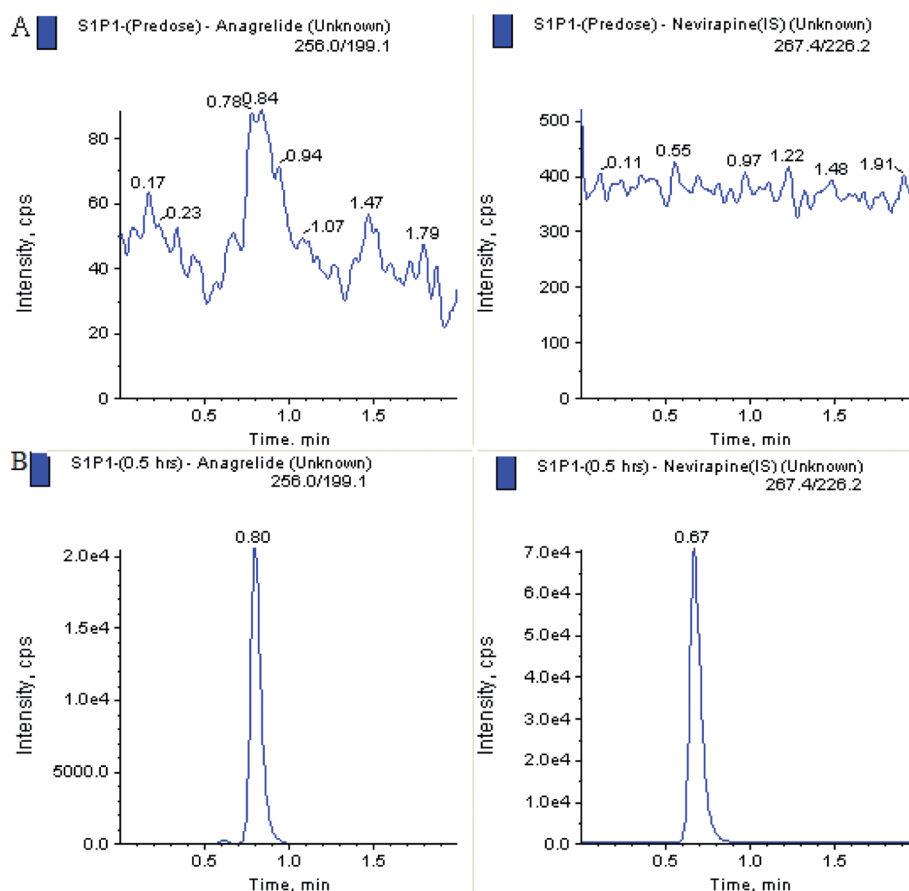 A
S1P1-(Predose) - Anagrelide (Unknown)
256.0/199.1
Intensity, cps
80
60
40
20
0
0.17
0.23
0.78
0.84
0.94
1.07
1.47
1.79
0.5
1.0
1.5
Time, min
S1P1-(Predose) - Nevirapine(IS) (Unknown)
267.4/226.2
Intensity, cps
500
400
300
200
100
0
0.11
0.55
0.97
1.22
1.48
1.91
0.5
1.0
1.5
Time, min
B
S1P1-(0.5 hrs) - Anagrelide (Unknown)
256.0/199.1
Intensity, cps
2.0e4
1.5e4
1.0e4
5000.0
0.0
0.80
0.5
1.0
1.5
Time, min
S1P1-(0.5 hrs) - Nevirapine(IS) (Unknown)
267.4/226.2
Intensity, cps
7.0e4
6.0e4
5.0e4
4.0e4
3.0e4
2.0e4
1.0e4
0.0
0.67
0.5
1.0
1.5
Time, min